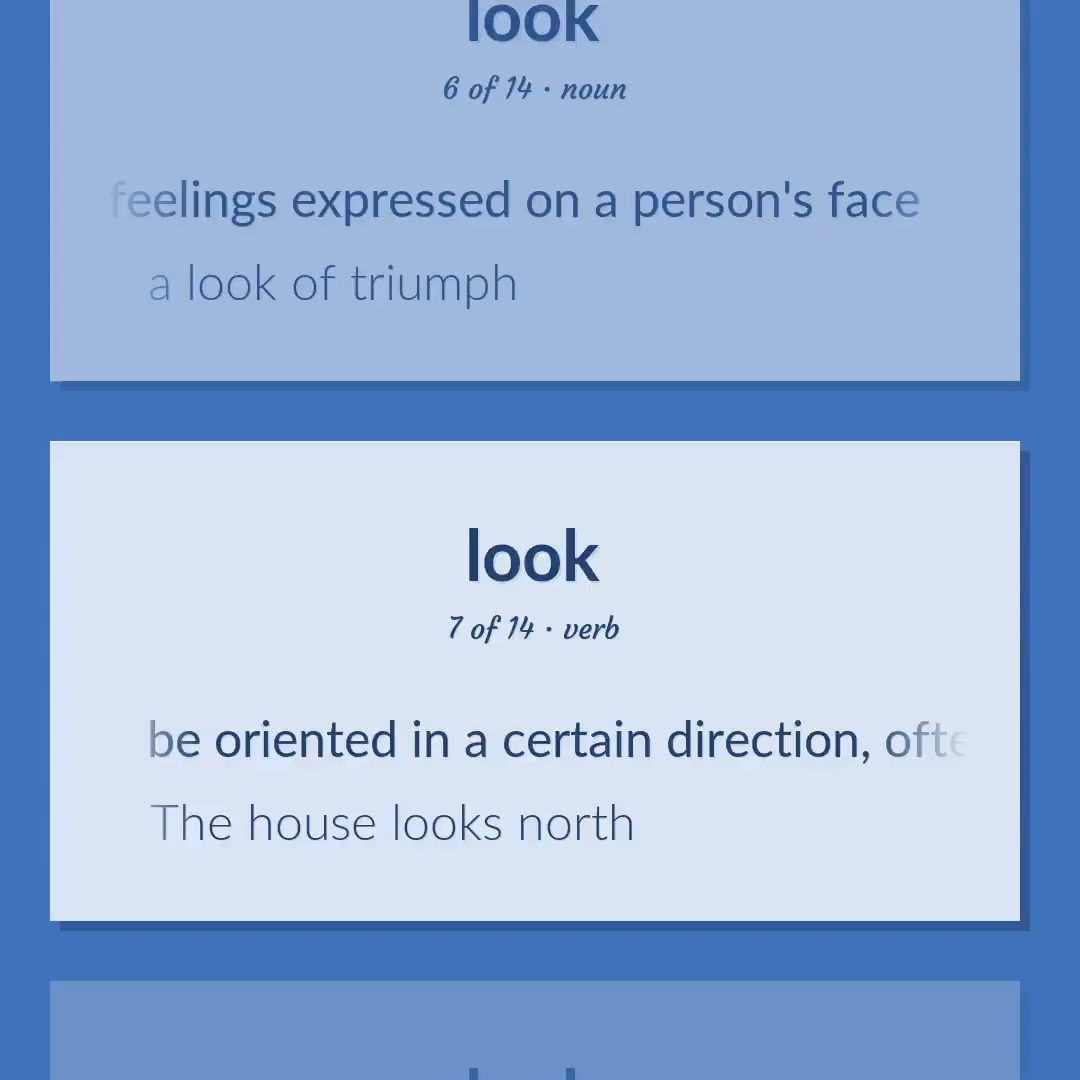 look
6 of 14 · noun
feelings expressed on a person's face
a look of triumph
look
7 of 14 · verb
be oriented in a certain direction,
The house looks north